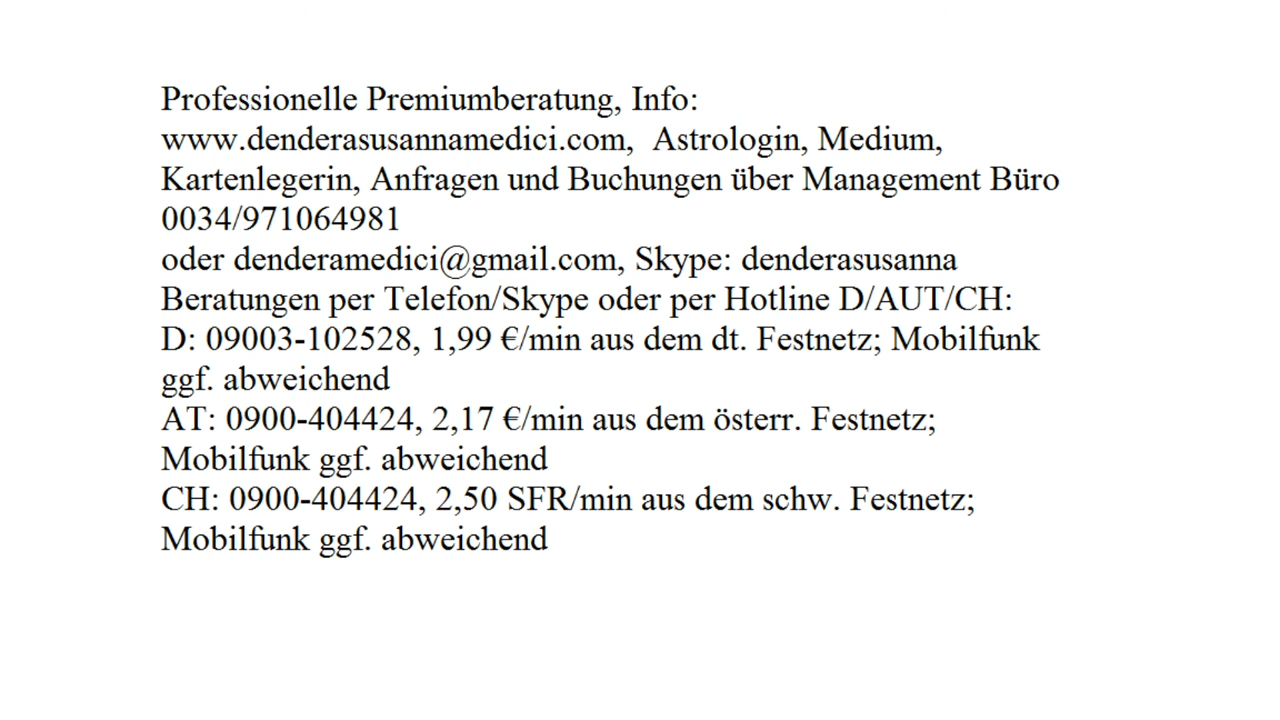 Professionelle Premiumberatung, Info:
www.denderasusannamedici.com,  Astrologin, Medium,
Kartenlegerin, Anfragen und Buchungen über Management Büro
0034/971064981
oder denderamedici@gmail.com, Skype: denderasusanna
Beratungen per Telefon/Skype oder per Hotline D/AUT/CH:
D: 09003-102528, 1,99 €/min aus dem dt. Festnetz; Mobilfunk
ggf. abweichend
AT: 0900-404424, 2,17 €/min aus dem österr. Festnetz;
Mobilfunk ggf. abweichend
CH: 0900-404424, 2,50 SFR/min aus dem schw. Festnetz;
Mobilfunk ggf. abweichend